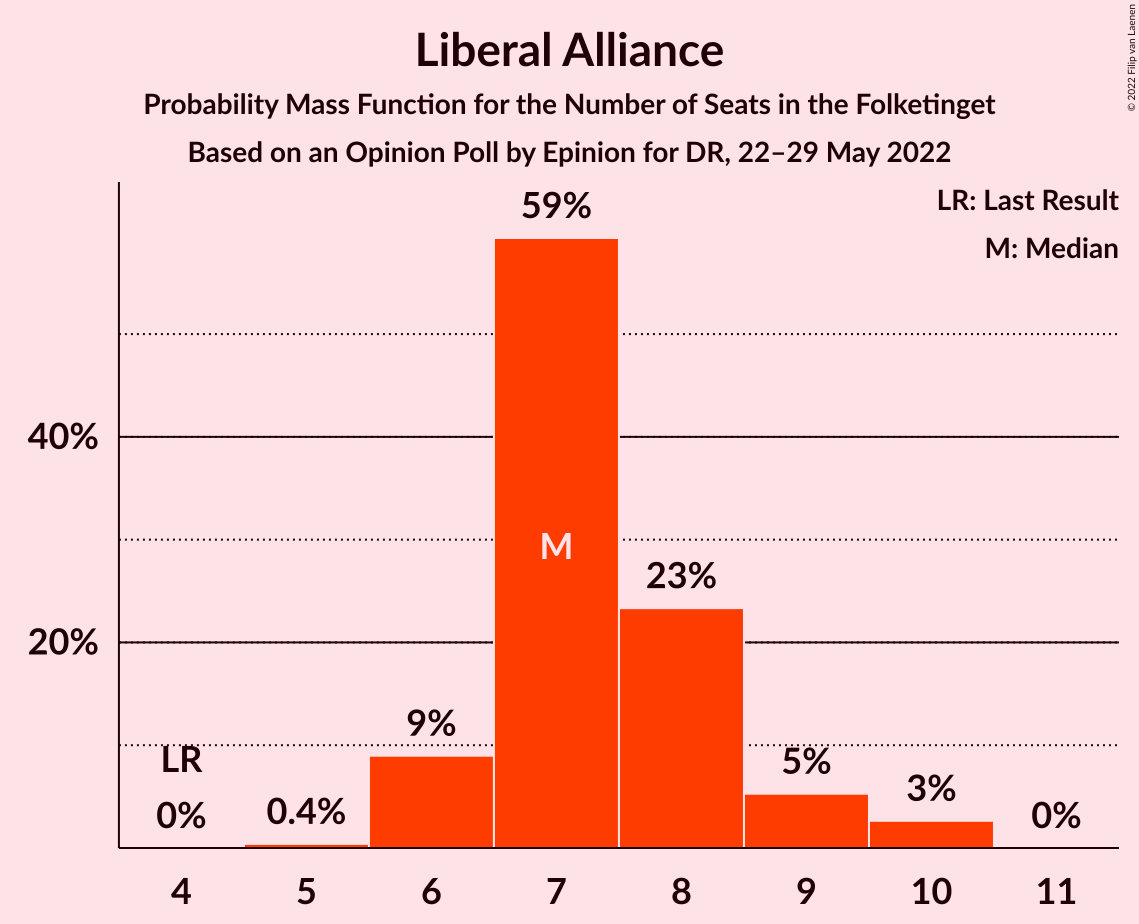 Liberal Alliance
Probability Mass Function for the Number of Seats in the Folketinget
Based on an Opinion Poll by Epinion for DR, 22–29 May 2022
© 2022 Filip van Laenen
LR: Last Result
M: Median
59%
40%
M
23%
20%
9%
LR
5%
3%
0%
0.4%
0%
4 5 6 7 8 9 10 11